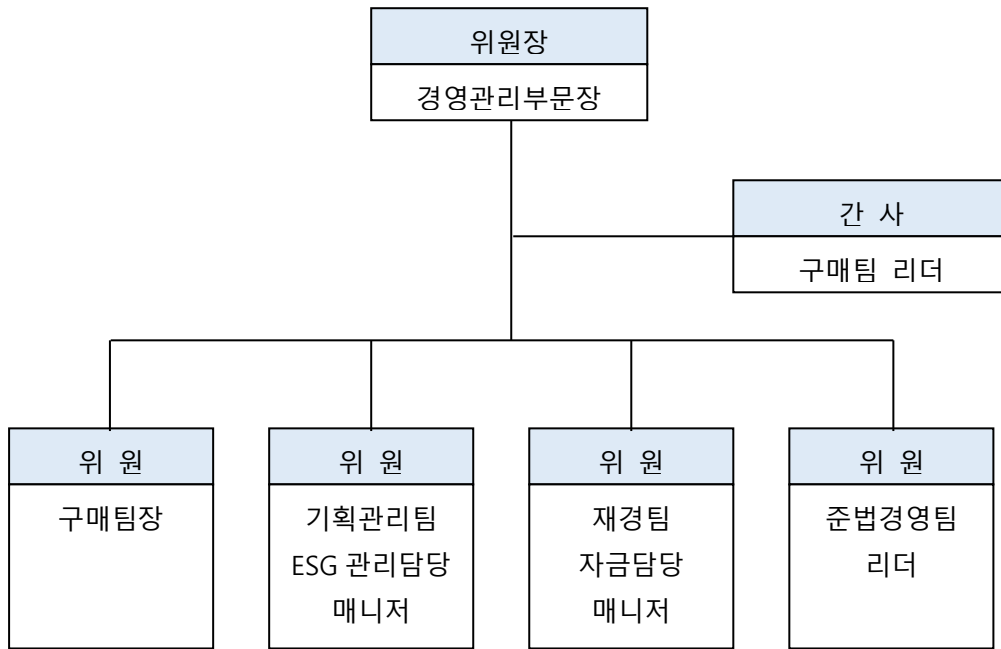 위원장
경영관리부문장
간 사
구매팀 리더
위 원
구매팀장
위 원
기획관리팀
ESG 관리담당
매니저
위 원
재경팀
자금담당
매니저
위 원
준법경영팀
리더